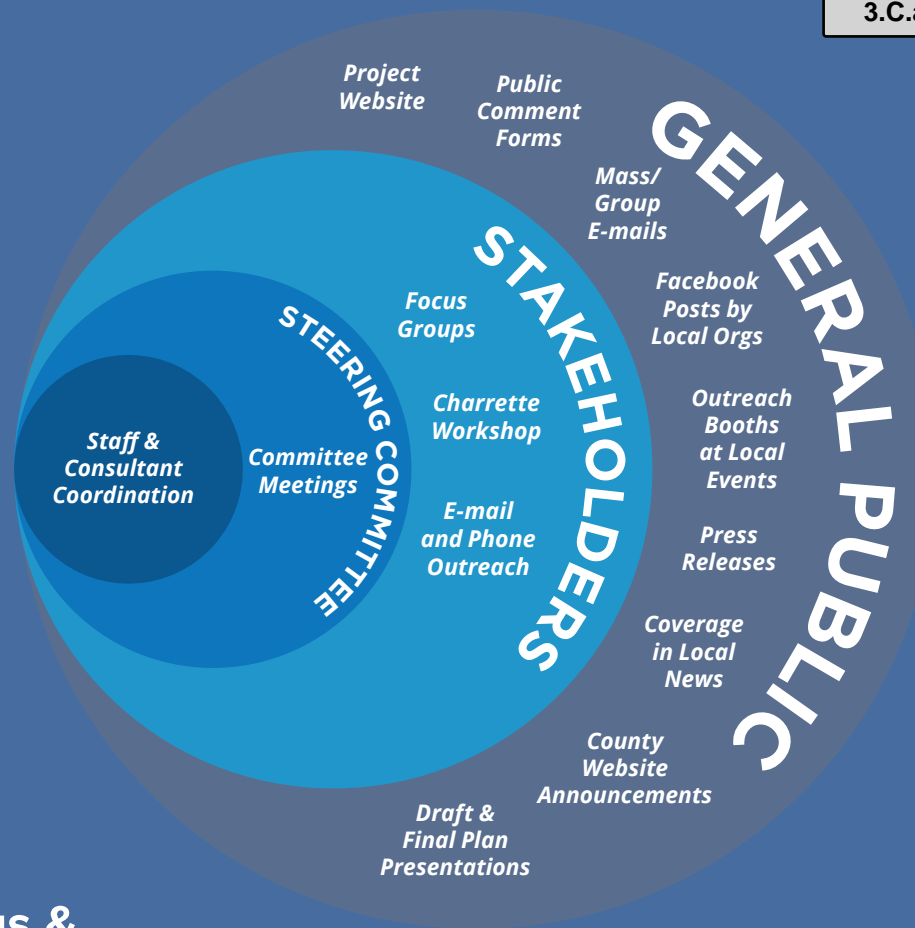 3.C.a
Project
Website
Public
Comment
Forms
Mass/
Group
E-mails
Facebook
Posts by
Local Orgs
Outreach
Booths
at Local
Events
Press
Releases
Coverage
in Local
News
County
Website
Announcements
Draft &
Final Plan
Presentations
GENERAL PUBLIC
Focus
Groups
Charrette
Workshop
E-mail
and Phone
Outreach
STAKEHOLDERS
Committee
Meetings
STEERING COMMITTEE
Staff &
Consultant
Coordination
&